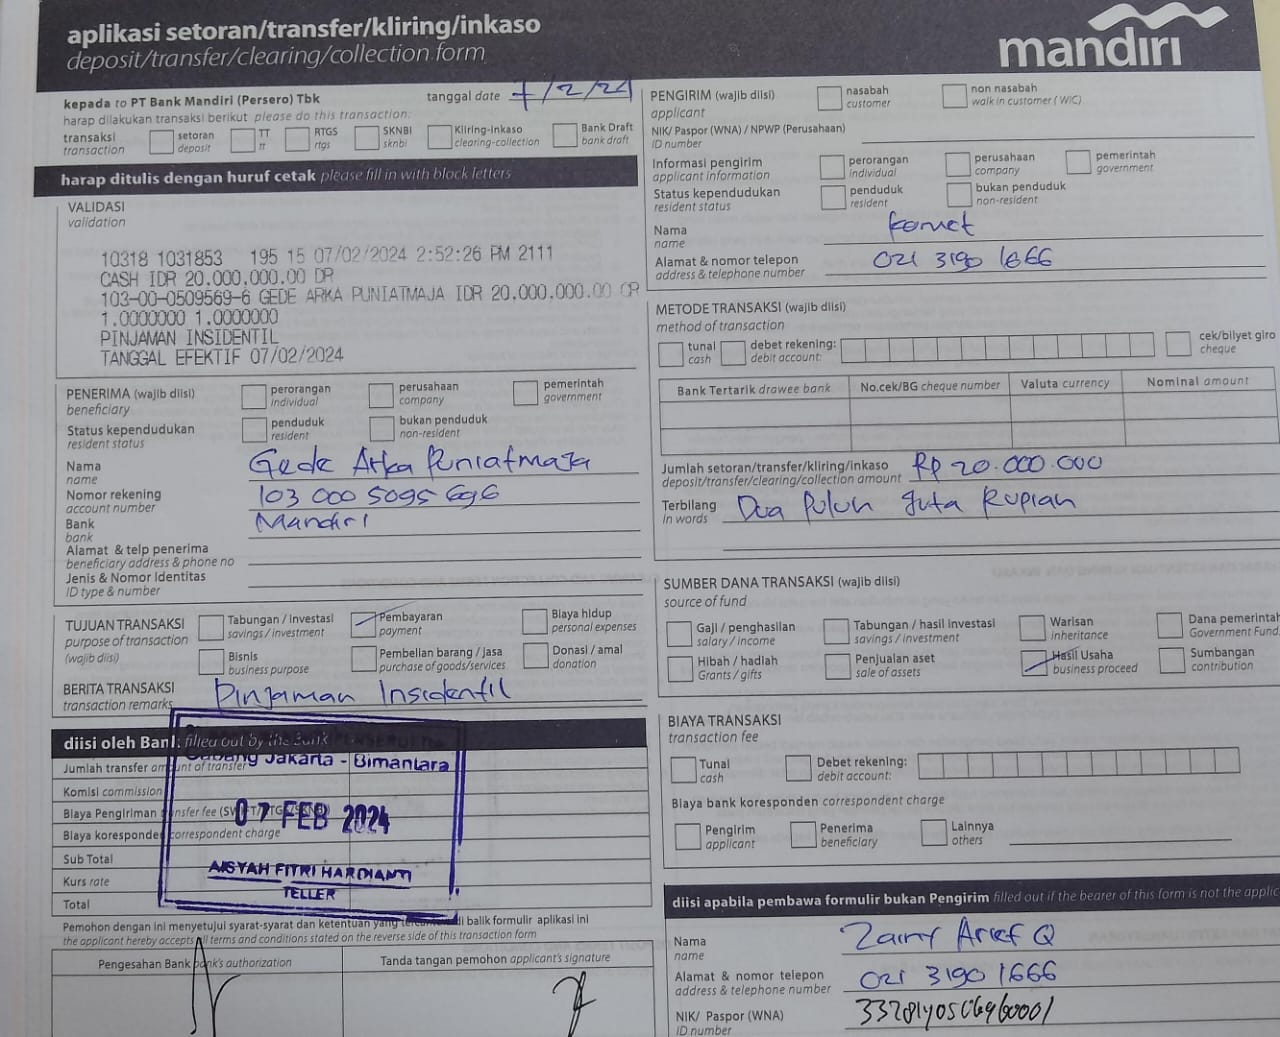 aplikasi setoran/transfer/kliring/inkaso
deposit/transfer/clearing/collection form
mandiri
kepada to PT Bank Mandiri (Persero) Tbk
tanggal date 7/2/24
harap dilakukan transaksi berikut please do this transaction:
transaksi transaction
setoran deposit
TT tt
RTGS rtgs
SKNBI sknbi
Kliring-inkaso clearing-collection
Bank Draft bank draft
harap ditulis dengan huruf cetak please fill in with block letters
VALIDASI
validation
10318 1031853 195 15 07/02/2024 2:52:26 PM 2111
CASH IDR 20.000.000.00 DR
103-00-0509569-6 GEDE ARKA PUNIATMAJA IDR 20.000.000.00 CR
1.0000000 1.0000000
PINJAMAN INSIDENTIL
TANGGAL EFEKTIF 07/02/2024
PENERIMA (wajib diisi)
beneficiary
perorangan individual
perusahaan company
pemerintah government
Status kependudukan resident status
penduduk resident
bukan penduduk non-resident
Nama name Gede Arka Puniatmaja
Nomor rekening account number 103 000 5095 696
Bank bank Mandiri
Alamat & telp penerima
beneficiary address & phone no
Jenis & Nomor Identitas
ID type & number
TUJUAN TRANSAKSI
purpose of transaction
(wajib diisi)
Tabungan / investasi savings / investment
Pembayaran payment
Biaya hidup personal expenses
Bisnis business purpose
Pembelian barang / jasa purchase of goods/services
Donasi / amal donation
BERITA TRANSAKSI transaction remarks Pinjaman Insidentil
diisi oleh Bank filled out by the Bank
Jumlah transfer amount of transfer
Komisi commission
Biaya Pengiriman
Biaya koresponden correspondent charge
Sub Total
Kurs rate
Total
Cabang Jakarta - Bimantara
07 FEB 2024
AISYAH FITRI HARDIANTI
TELLER
Pemohon dengan ini menyetujui syarat-syarat dan ketentuan yang tercantum di balik formulir aplikasi ini
the applicant hereby accepts all terms and conditions stated on the reverse side of this transaction form
Pengesahan Bank bank's authorization
Tanda tangan pemohon applicant's signature
PENGIRIM (wajib diisi)
applicant
nasabah customer
non nasabah walk in customer (WIC)
NIK/ Paspor (WNA) / NPWP (Perusahaan)
ID number
Informasi pengirim applicant information
perorangan individual
perusahaan company
pemerintah government
Status kependudukan resident status
penduduk resident
bukan penduduk non-resident
Nama name
Alamat & nomor telepon address & telephone number 021 3190 1666
METODE TRANSAKSI (wajib diisi)
method of transaction
tunai cash
debet rekening: debit account:
cek/bilyet giro cheque
Bank Tertarik drawee bank
No.cek/BG cheque number
Valuta currency
Nominal amount
Jumlah setoran/transfer/kliring/inkaso Rp 20.000.000
deposit/transfer/clearing/collection amount
Terbilang in words Dua Puluh Juta Rupiah
SUMBER DANA TRANSAKSI (wajib diisi)
source of fund
Gaji / penghasilan salary / income
Tabungan / hasil investasi savings / investment
Warisan inheritance
Dana pemerintah Government Fund
Hibah / hadiah Grants / gifts
Penjualan aset sale of assets
Hasil Usaha business proceed
Sumbangan contribution
BIAYA TRANSAKSI
transaction fee
Tunai cash
Debet rekening: debit account:
Biaya bank koresponden correspondent charge
Pengirim applicant
Penerima beneficiary
Lainnya others
diisi apabila pembawa formulir bukan Pengirim filled out if the bearer of this form is not the
Nama name Arief Q
Alamat & nomor telepon address & telephone number 021 3190 1666
NIK/ Paspor (WNA)
ID number